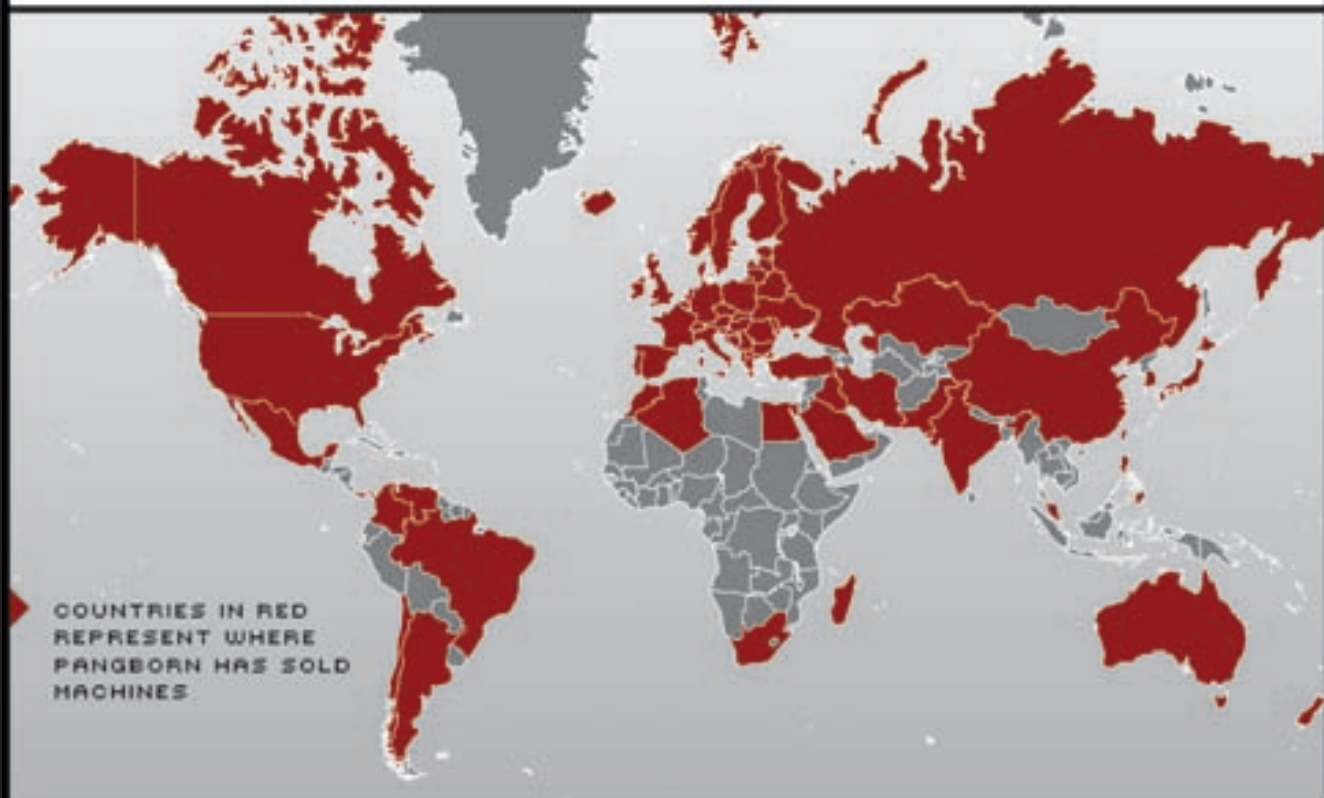 COUNTRIES IN RED
REPRESENT WHERE
PANGBORN HAS SOLD
MACHINES